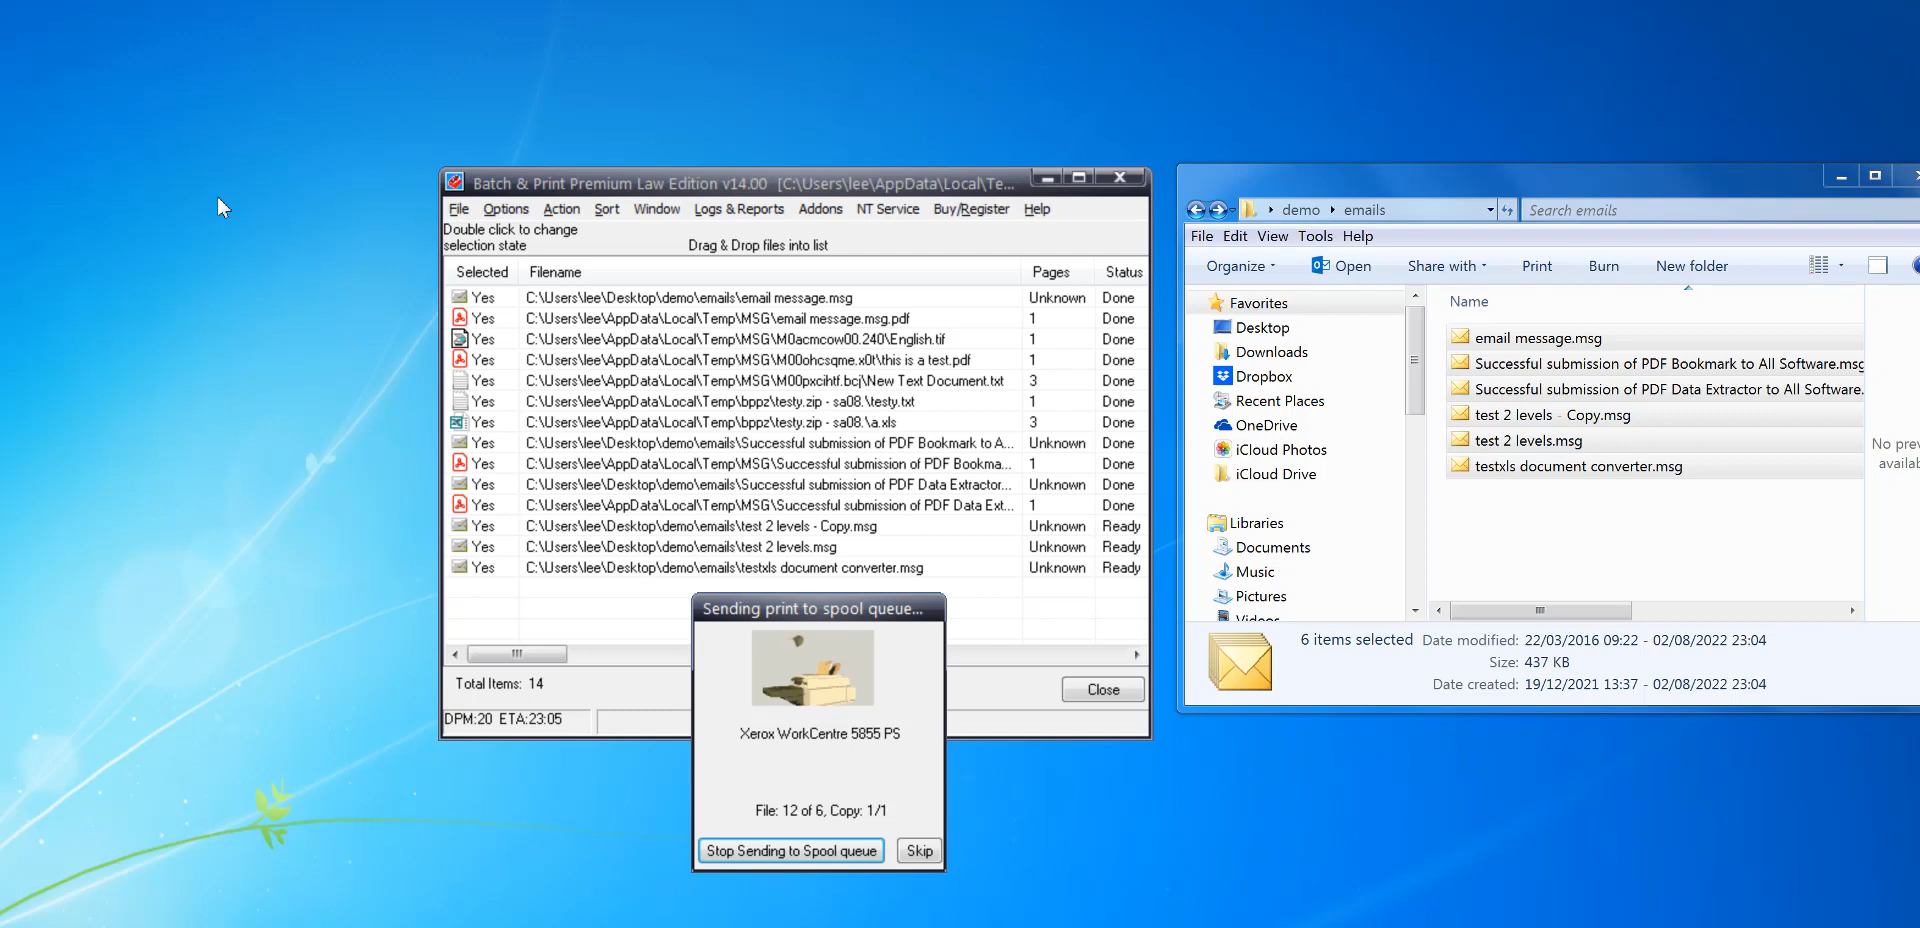 Batch & Print Premium Law Edition v14.00 [C:\Users\lee\AppData\Local\Te...
File Options Action Sort Window Logs & Reports Addons NT Service Buy/Register Help
Double click to change
selection state
Drag & Drop files into list
Selected Filename Pages Status
Yes C:\Users\lee\Desktop\demo\emails\email message.msg Unknown Done
Yes C:\Users\lee\AppData\Local\Temp\MSG\email message.msg.pdf 1 Done
Yes C:\Users\lee\AppData\Local\Temp\MSG\M0acmcow00.240\English.tif 1 Done
Yes C:\Users\lee\AppData\Local\Temp\MSG\M00ohcsqme.x0t\this is a test.pdf 1 Done
Yes C:\Users\lee\AppData\Local\Temp\MSG\M00pxcihtf.bcj\New Text Document.txt 3 Done
Yes C:\Users\lee\AppData\Local\Temp\bppz\testy.zip - sa08.\testy.txt 1 Done
Yes C:\Users\lee\AppData\Local\Temp\bppz\testy.zip - sa08.\a.xls 3 Done
Yes C:\Users\lee\Desktop\demo\emails\Successful submission of PDF Bookmark to A... Unknown Done
Yes C:\Users\lee\AppData\Local\Temp\MSG\Successful submission of PDF Bookma... 1 Done
Yes C:\Users\lee\Desktop\demo\emails\Successful submission of PDF Data Extractor... Unknown Done
Yes C:\Users\lee\AppData\Local\Temp\MSG\Successful submission of PDF Data Ext... 1 Done
Yes C:\Users\lee\Desktop\demo\emails\test 2 levels - Copy.msg Unknown Ready
Yes C:\Users\lee\Desktop\demo\emails\test 2 levels.msg Unknown Ready
Yes C:\Users\lee\Desktop\demo\emails\testxls document converter.msg Unknown Ready
Total Items: 14
Close
DPM:20 ETA:23:05
Sending print to spool queue...
Xerox WorkCentre 5855 PS
File: 12 of 6, Copy: 1/1
Stop Sending to Spool queue Skip
demo emails
Search emails
File Edit View Tools Help
Organize Open Share with Print Burn New folder
Favorites
Desktop
Downloads
Dropbox
Recent Places
OneDrive
iCloud Photos
iCloud Drive
Libraries
Documents
Music
Pictures
Videos
Name
email message.msg
Successful submission of PDF Bookmark to All Software.msg
Successful submission of PDF Data Extractor to All Software.
test 2 levels - Copy.msg
test 2 levels.msg
testxls document converter.msg
No prev
availab
6 items selected Date modified: 22/03/2016 09:22 - 02/08/2022 23:04
Size: 437 KB
Date created: 19/12/2021 13:37 - 02/08/2022 23:04